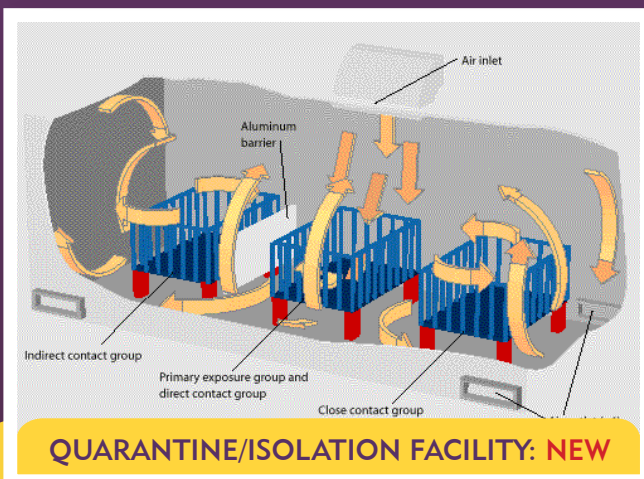 Air inlet
Aluminum
barrier
Indirect contact group
Primary exposure group and
direct contact group
Close contact group
QUARANTINE/ISOLATION FACILITY: NEW